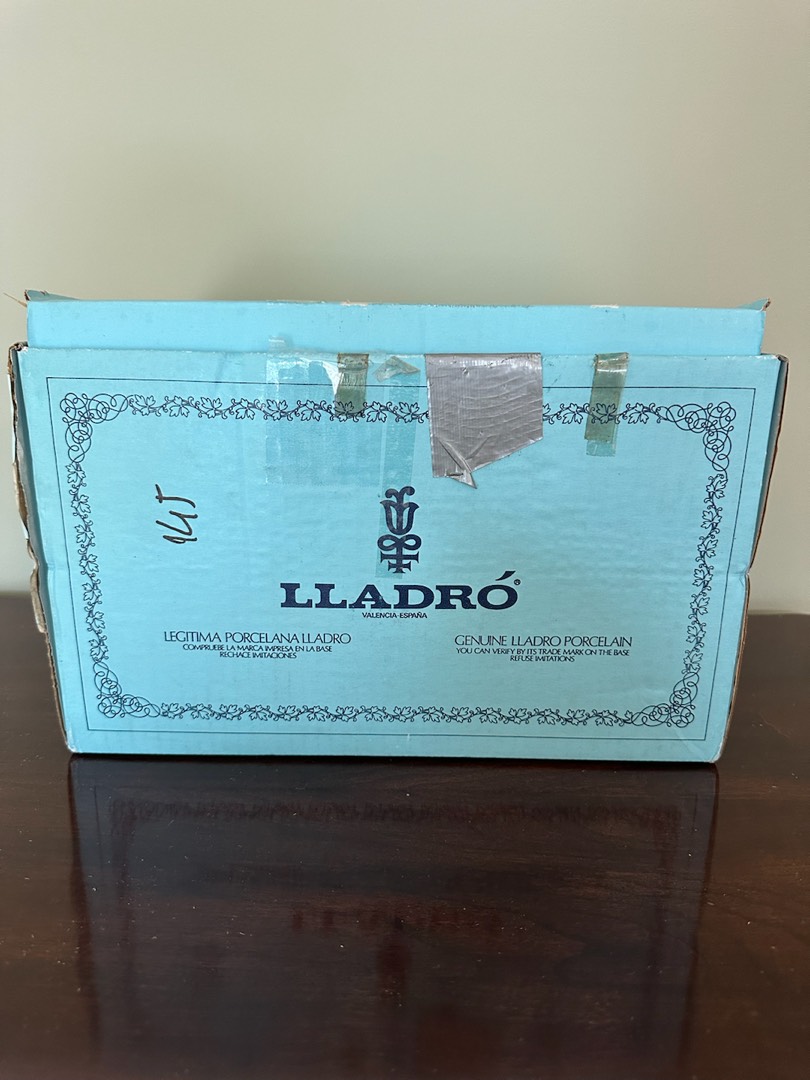 LLADRÓ®
VALENCIA-ESPAÑA
LEGITIMA PORCELANA LLADRO
COMPRUEBE LA MARCA IMPRESA EN LA BASE
RECHACE IMITACIONES
GENUINE LLADRO PORCELAIN
YOU CAN VERIFY BY ITS TRADE MARK ON THE BASE
REFUSE IMITATIONS